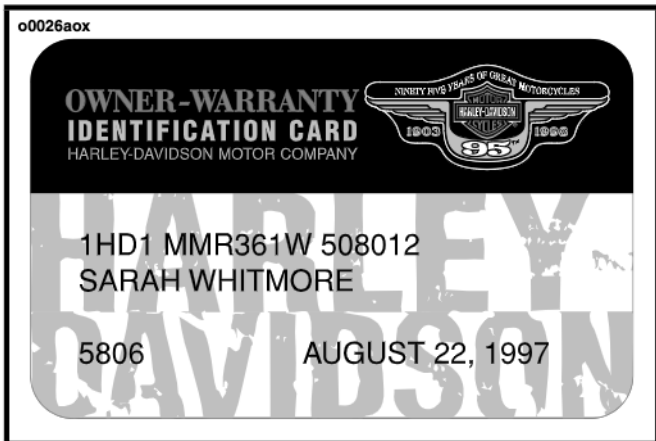 o0026aox
OWNER-WARRANTY
IDENTIFICATION CARD
HARLEY-DAVIDSON MOTOR COMPANY
NINETY FIVE YEARS OF GREAT MOTORCYCLES
MOTOR
HARLEY-DAVIDSON
CYCLES
1903
1998
95™
HARLEY
DAVIDSON
1HD1 MMR361W 508012
SARAH WHITMORE
5806 AUGUST 22, 1997